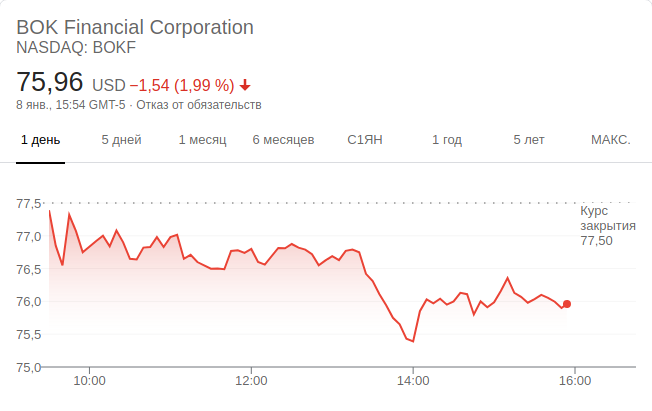 BOK Financial Corporation
NASDAQ: BOKF
75,96 USD −1,54 (1,99 %)
8 янв., 15:54 GMT-5 · Отказ от обязательств
1 день 5 дней 1 месяц 6 месяцев С1ЯН 1 год 5 лет МАКС.
77,5
Курс
закрытия
77,50
77,0
76,5
76,0
75,5
75,0
10:00 12:00 14:00 16:00